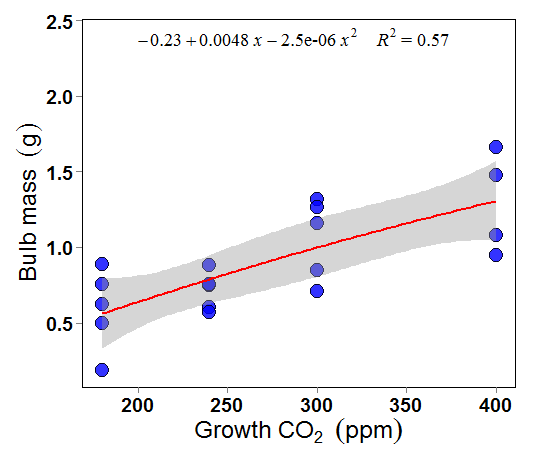 −0.23 + 0.0048 x − 2.5e-06 x² R² = 0.57
2.5
2.0
1.5
1.0
0.5
Bulb mass (g)
200 250 300 350 400
Growth CO₂ (ppm)